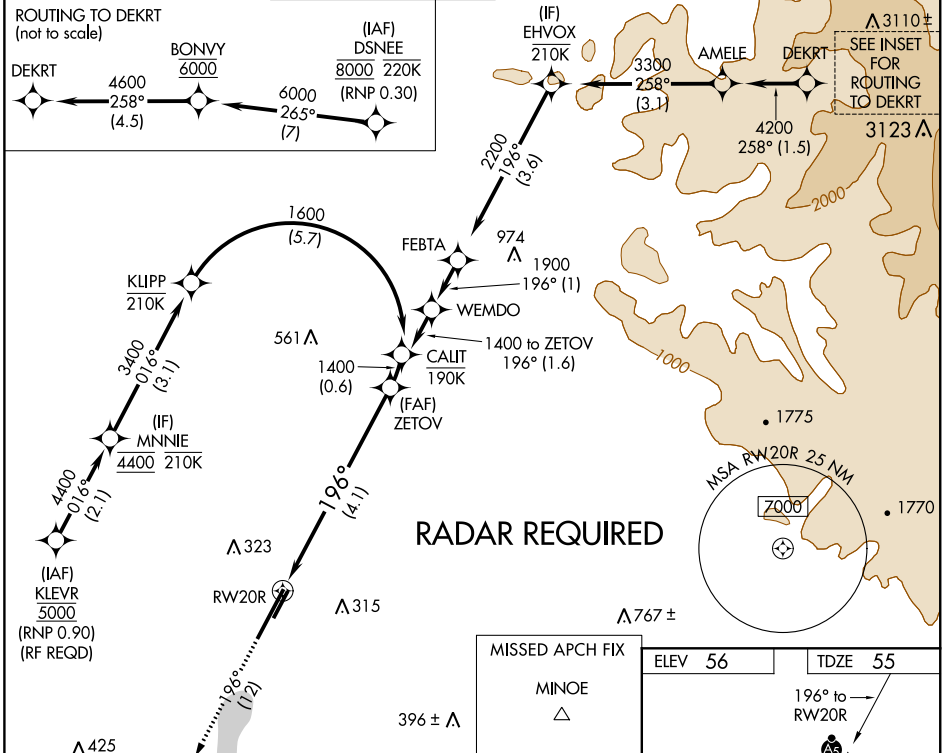 ROUTING TO DEKRT
(not to scale)
DEKRT
4600
258°
(4.5)
BONVY
6000
6000
265°
(7)
(IAF)
DSNEE
8000 220K
(RNP 0.30)
(IF)
EHVOX
210K
3300
258°
(3.1)
AMELE
DEKRT
4200
258° (1.5)
3110 ±
SEE INSET
FOR
ROUTING
TO DEKRT
3123
2000
2200
196°
(3.6)
FEBTA
974
1900
196° (1)
WEMDO
1400 to ZETOV
196° (1.6)
1600
(5.7)
KLIPP
210K
561
CALIT
190K
1400
(0.6)
(FAF)
ZETOV
1000
3400
016°
(3.1)
(IF)
MNNIE
4400 210K
4400
016°
(2.1)
(IAF)
KLEVR
5000
(RNP 0.90)
(RF REQD)
196°
(4.1)
1775
MSA RW20R 25 NM
7000
1770
RADAR REQUIRED
323
RW20R
315
767 ±
196°
(12)
425
396 ±
MISSED APCH FIX
MINOE
ELEV 56
TDZE 55
196° to
RW20R
A5